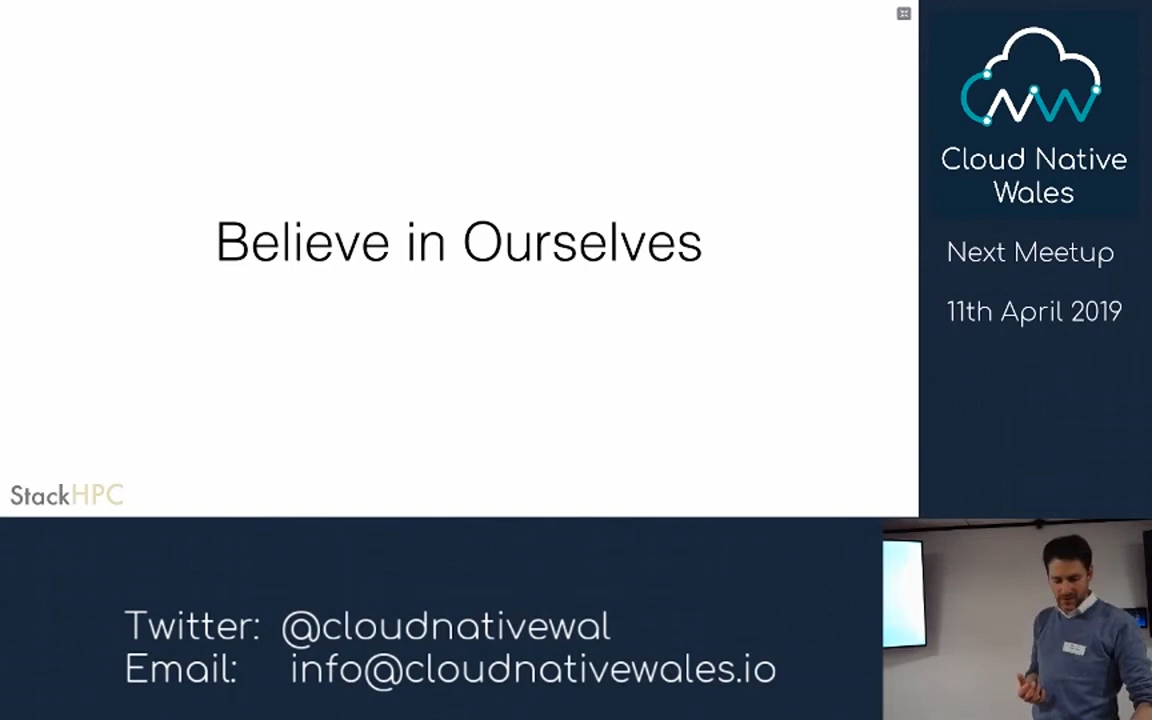 Believe in Ourselves
StackHPC
Cloud Native
Wales
Next Meetup
11th April 2019
Twitter: @cloudnativewal
Email: info@cloudnativewales.io